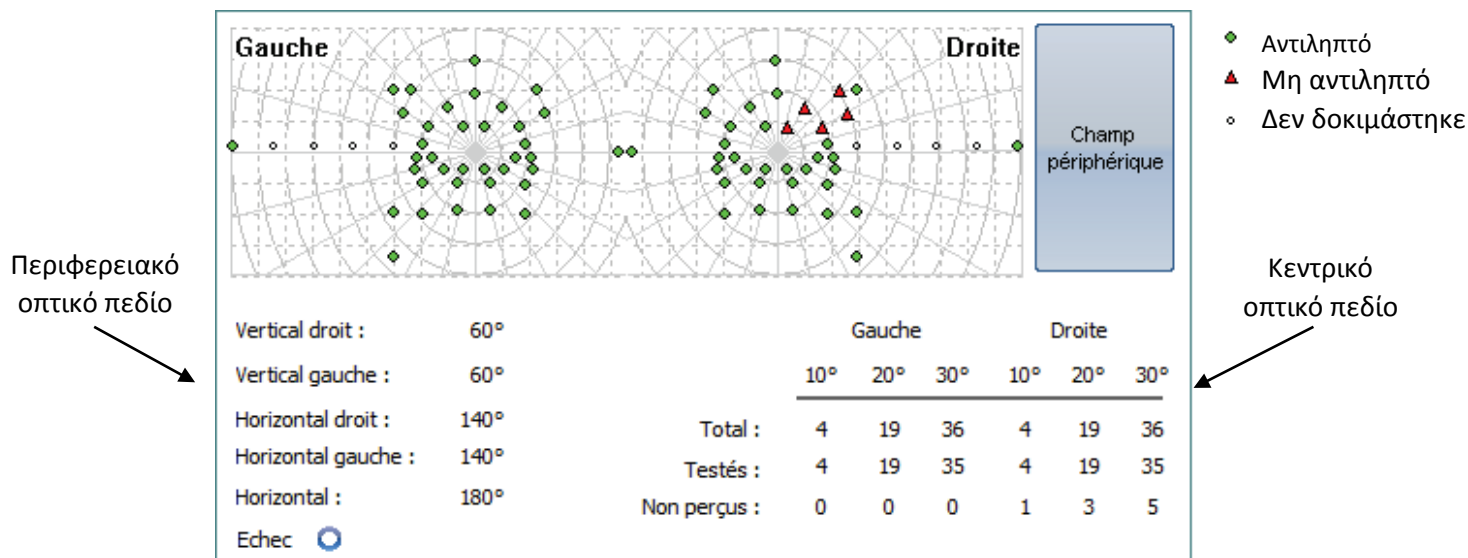 Gauche
Droite
Champ
périphérique
Αντιληπτό
Μη αντιληπτό
Δεν δοκιμάστηκε
Περιφερειακό
οπτικό πεδίο
Κεντρικό
οπτικό πεδίο
Vertical droit : 60°
Vertical gauche : 60°
Horizontal droit : 140°
Horizontal gauche : 140°
Horizontal : 180°
Echec
Gauche Droite
10° 20° 30° 10° 20° 30°
Total : 4 19 36 4 19 36
Testés : 4 19 35 4 19 35
Non perçus : 0 0 0 1 3 5